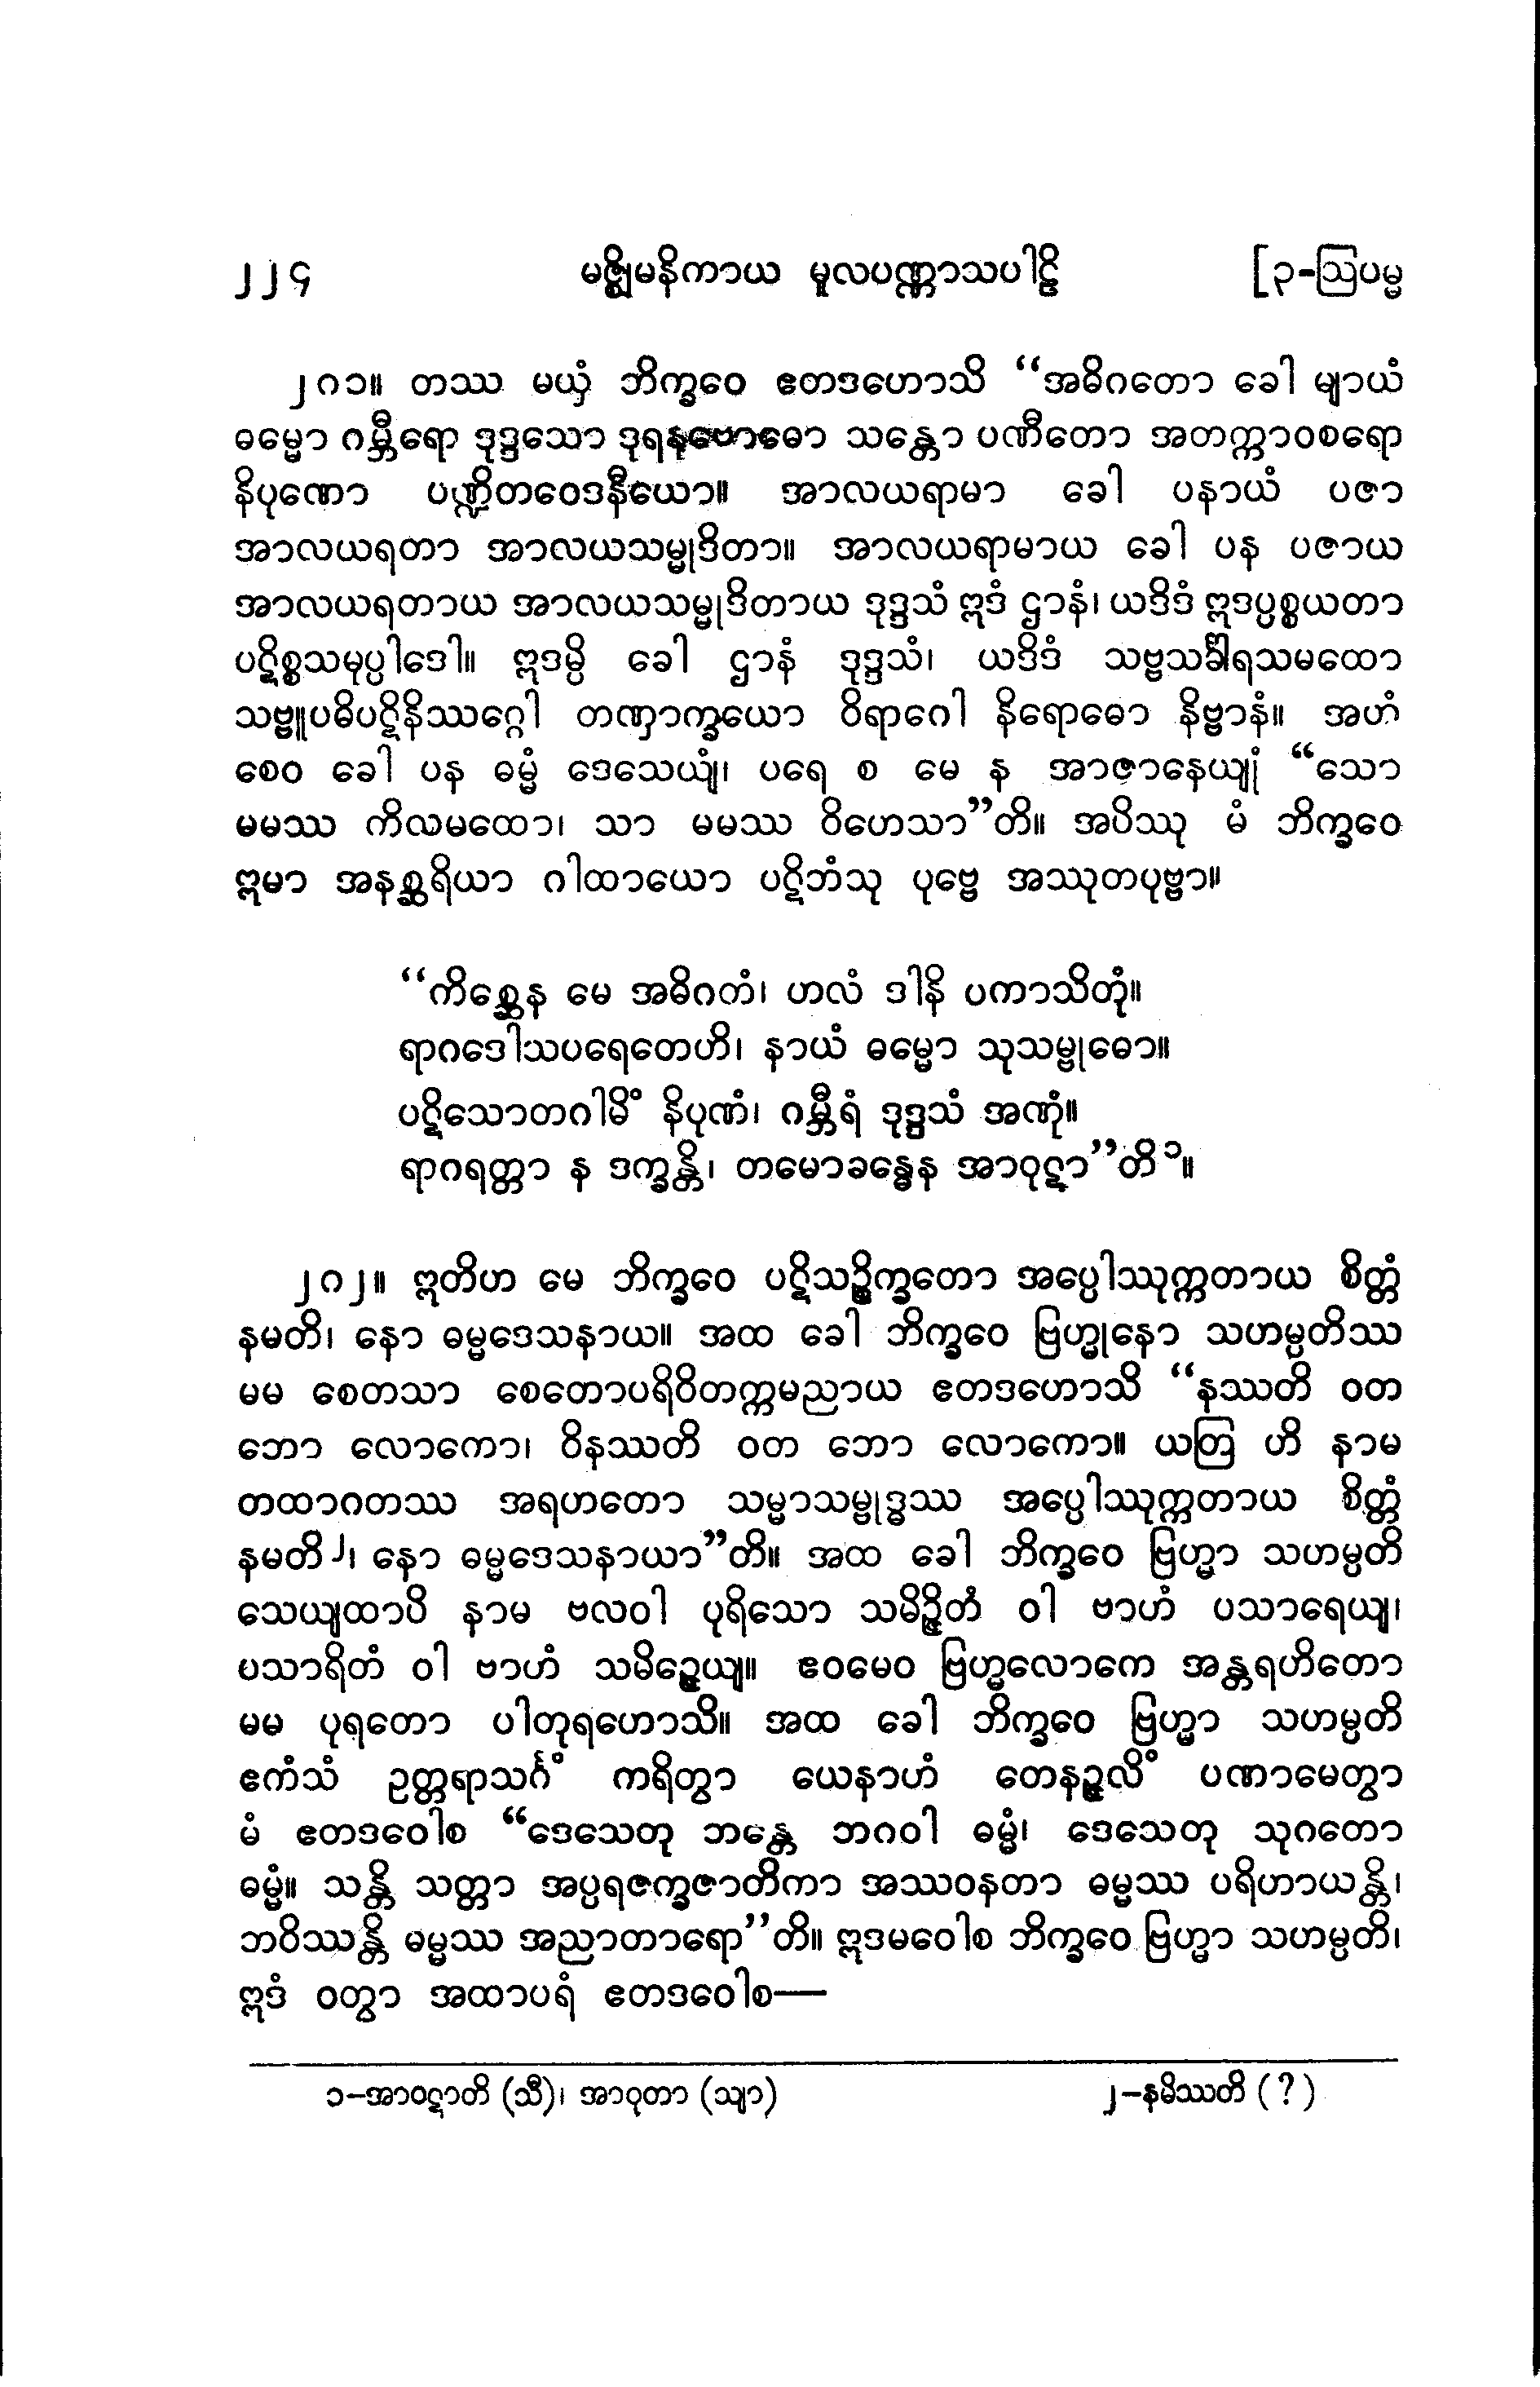 ၂၂၄ မဇ္ဈိမနိကာယ မူလပဏ္ဏာသပါဠိ [၃-ဩပမ္မ
၂ဂ၁။ တဿ မယှံ ဘိက္ခဝေ ဧတဒဟောသိ “အဓိဂတော ခေါ မျာယံ
ဓမ္မော ဂမ္ဘီရော ဒုဒ္ဒသော ဒုရနုဗောဓော သန္တော ပဏီတော အတက္ကာဝစရော
နိပုဏော ပဏ္ဍိတဝေဒနီယော။ အာလယရာမာ ခေါ ပနာယံ ပဇာ
အာလယရတာ အာလယသမ္မုဒိတာ။ အာလယရာမာယ ခေါ ပန ပဇာယ
အာလယရတာယ အာလယသမ္မုဒိတာယ ဒုဒ္ဒသံ ဣဒံ ဌာနံ၊ ယဒိဒံ ဣဒပ္ပစ္စယတာ
ပဋိစ္စသမုပ္ပါဒေါ။ ဣဒမ္ပိ ခေါ ဌာနံ ဒုဒ္ဒသံ၊ ယဒိဒံ သဗ္ဗသင်္ခါရသမထော
သဗ္ဗူပဓိပဋိနိဿဂ္ဂေါ တဏှာက္ခယော ဝိရာဂေါ နိရောဓော နိဗ္ဗာနံ။ အဟံ
စေဝ ခေါ ပန ဓမ္မံ ဒေသေယျံ၊ ပရေ စ မေ န အာဇာနေယျုံ “သော
မမဿ ကိလမထော၊ သာ မမဿ ဝိဟေသာ”တိ။ အပိဿု မံ ဘိက္ခဝေ
ဣမာ အနစ္ဆရိယာ ဂါထာယော ပဋိဘံသု ပုဗ္ဗေ အဿုတပုဗ္ဗာ။
“ကိစ္ဆေန မေ အဓိဂတံ၊ ဟလံ ဒါနိ ပကာသိတုံ။
ရာဂဒေါသပရေတေဟိ၊ နာယံ ဓမ္မော သုသမ္ဗုဓော။
ပဋိသောတဂါမိံ နိပုဏံ၊ ဂမ္ဘီရံ ဒုဒ္ဒသံ အဏုံ။
ရာဂရတ္တာ န ဒက္ခန္တိ၊ တမောခန္ဓေန အာဝုဋာ”တိ၁။
၂ဂ၂။ ဣတိဟ မေ ဘိက္ခဝေ ပဋိသဉ္စိက္ခတော အပ္ပေါဿုက္ကတာယ စိတ္တံ
နမတိ၊ နော ဓမ္မဒေသနာယ။ အထ ခေါ ဘိက္ခဝေ ဗြဟ္မုနော သဟမ္ပတိဿ
မမ စေတသာ စေတောပရိဝိတက္ကမညာယ ဧတဒဟောသိ “နဿတိ ဝတ
ဘော လောကော၊ ဝိနဿတိ ဝတ ဘော လောကော။ ယတြ ဟိ နာမ
တထာဂတဿ အရဟတော သမ္မာသမ္ဗုဒ္ဓဿ အပ္ပေါဿုက္ကတာယ စိတ္တံ
နမတိ၂၊ နော ဓမ္မဒေသနာယာ”တိ။ အထ ခေါ ဘိက္ခဝေ ဗြဟ္မာ သဟမ္ပတိ
သေယျထာပိ နာမ ဗလဝါ ပုရိသော သမိဉ္ဇိတံ ဝါ ဗာဟံ ပသာရေယျ၊
ပသာရိတံ ဝါ ဗာဟံ သမိဉ္ဇေယျ။ ဧဝမေဝ ဗြဟ္မလောကေ အန္တရဟိတော
မမ ပုရတော ပါတုရဟောသိ။ အထ ခေါ ဘိက္ခဝေ ဗြဟ္မာ သဟမ္ပတိ
ဧကံသံ ဥတ္တရာသင်္ဂံ ကရိတွာ ယေနာဟံ တေနဉ္ဇလိံ ပဏာမေတွာ
မံ ဧတဒဝေါစ “ဒေသေတု ဘန္တေ ဘဂဝါ ဓမ္မံ၊ ဒေသေတု သုဂတော
ဓမ္မံ။ သန္တိ သတ္တာ အပ္ပရဇက္ခဇာတိကာ အဿဝနတာ ဓမ္မဿ ပရိဟာယန္တိ၊
ဘဝိဿန္တိ ဓမ္မဿ အညာတာရော”တိ။ ဣဒမဝေါစ ဘိက္ခဝေ ဗြဟ္မာ သဟမ္ပတိ၊
ဣဒံ ဝတွာ အထာပရံ ဧတဒဝေါစ—
၁–အာဝဋာတိ (သီ)၊ အာဝုတာ (သျာ) ၂–နမိဿတိ (?)